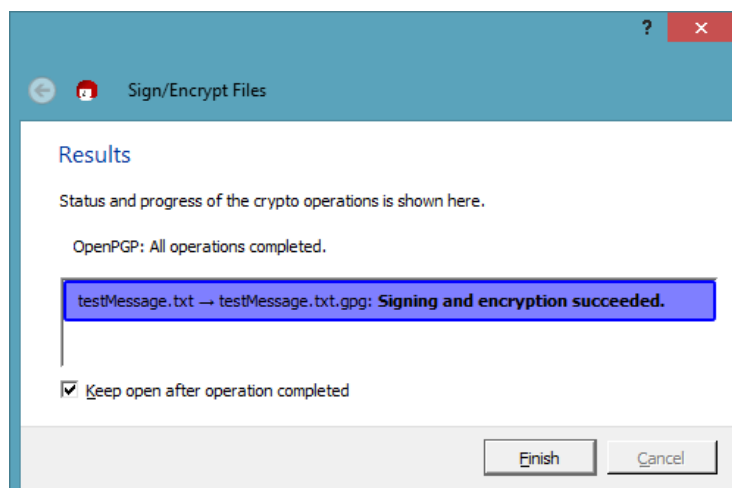 ?
Sign/Encrypt Files
Results
Status and progress of the crypto operations is shown here.
OpenPGP: All operations completed.
testMessage.txt → testMessage.txt.gpg: Signing and encryption succeeded.
Keep open after operation completed
Finish Cancel